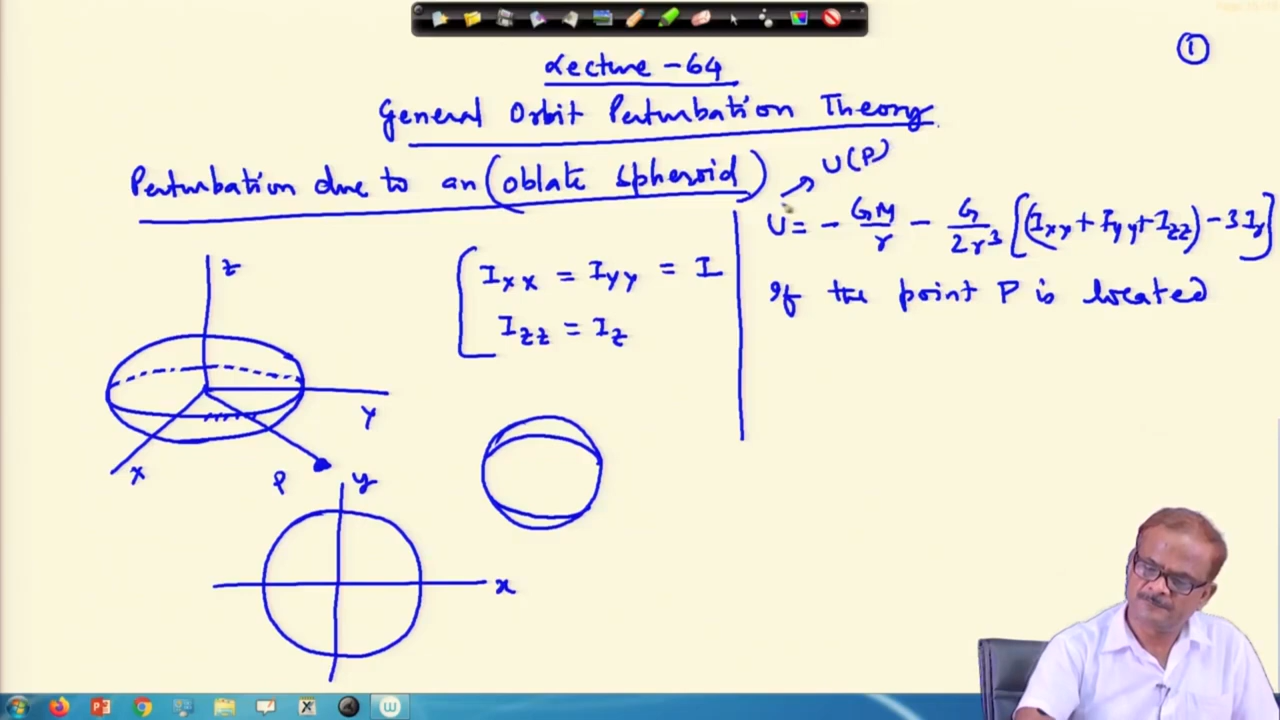 ①
Lecture - 64
General Orbit Perturbation Theory
Perturbation due to an (oblate spheroid)
U(P)
U = - GM/r - G/2r³ [(Ixx + Iyy + Izz) - 3Ir]
If the point P is located
Ixx = Iyy = I
Izz = Iz
z
Y
X
P
y
x